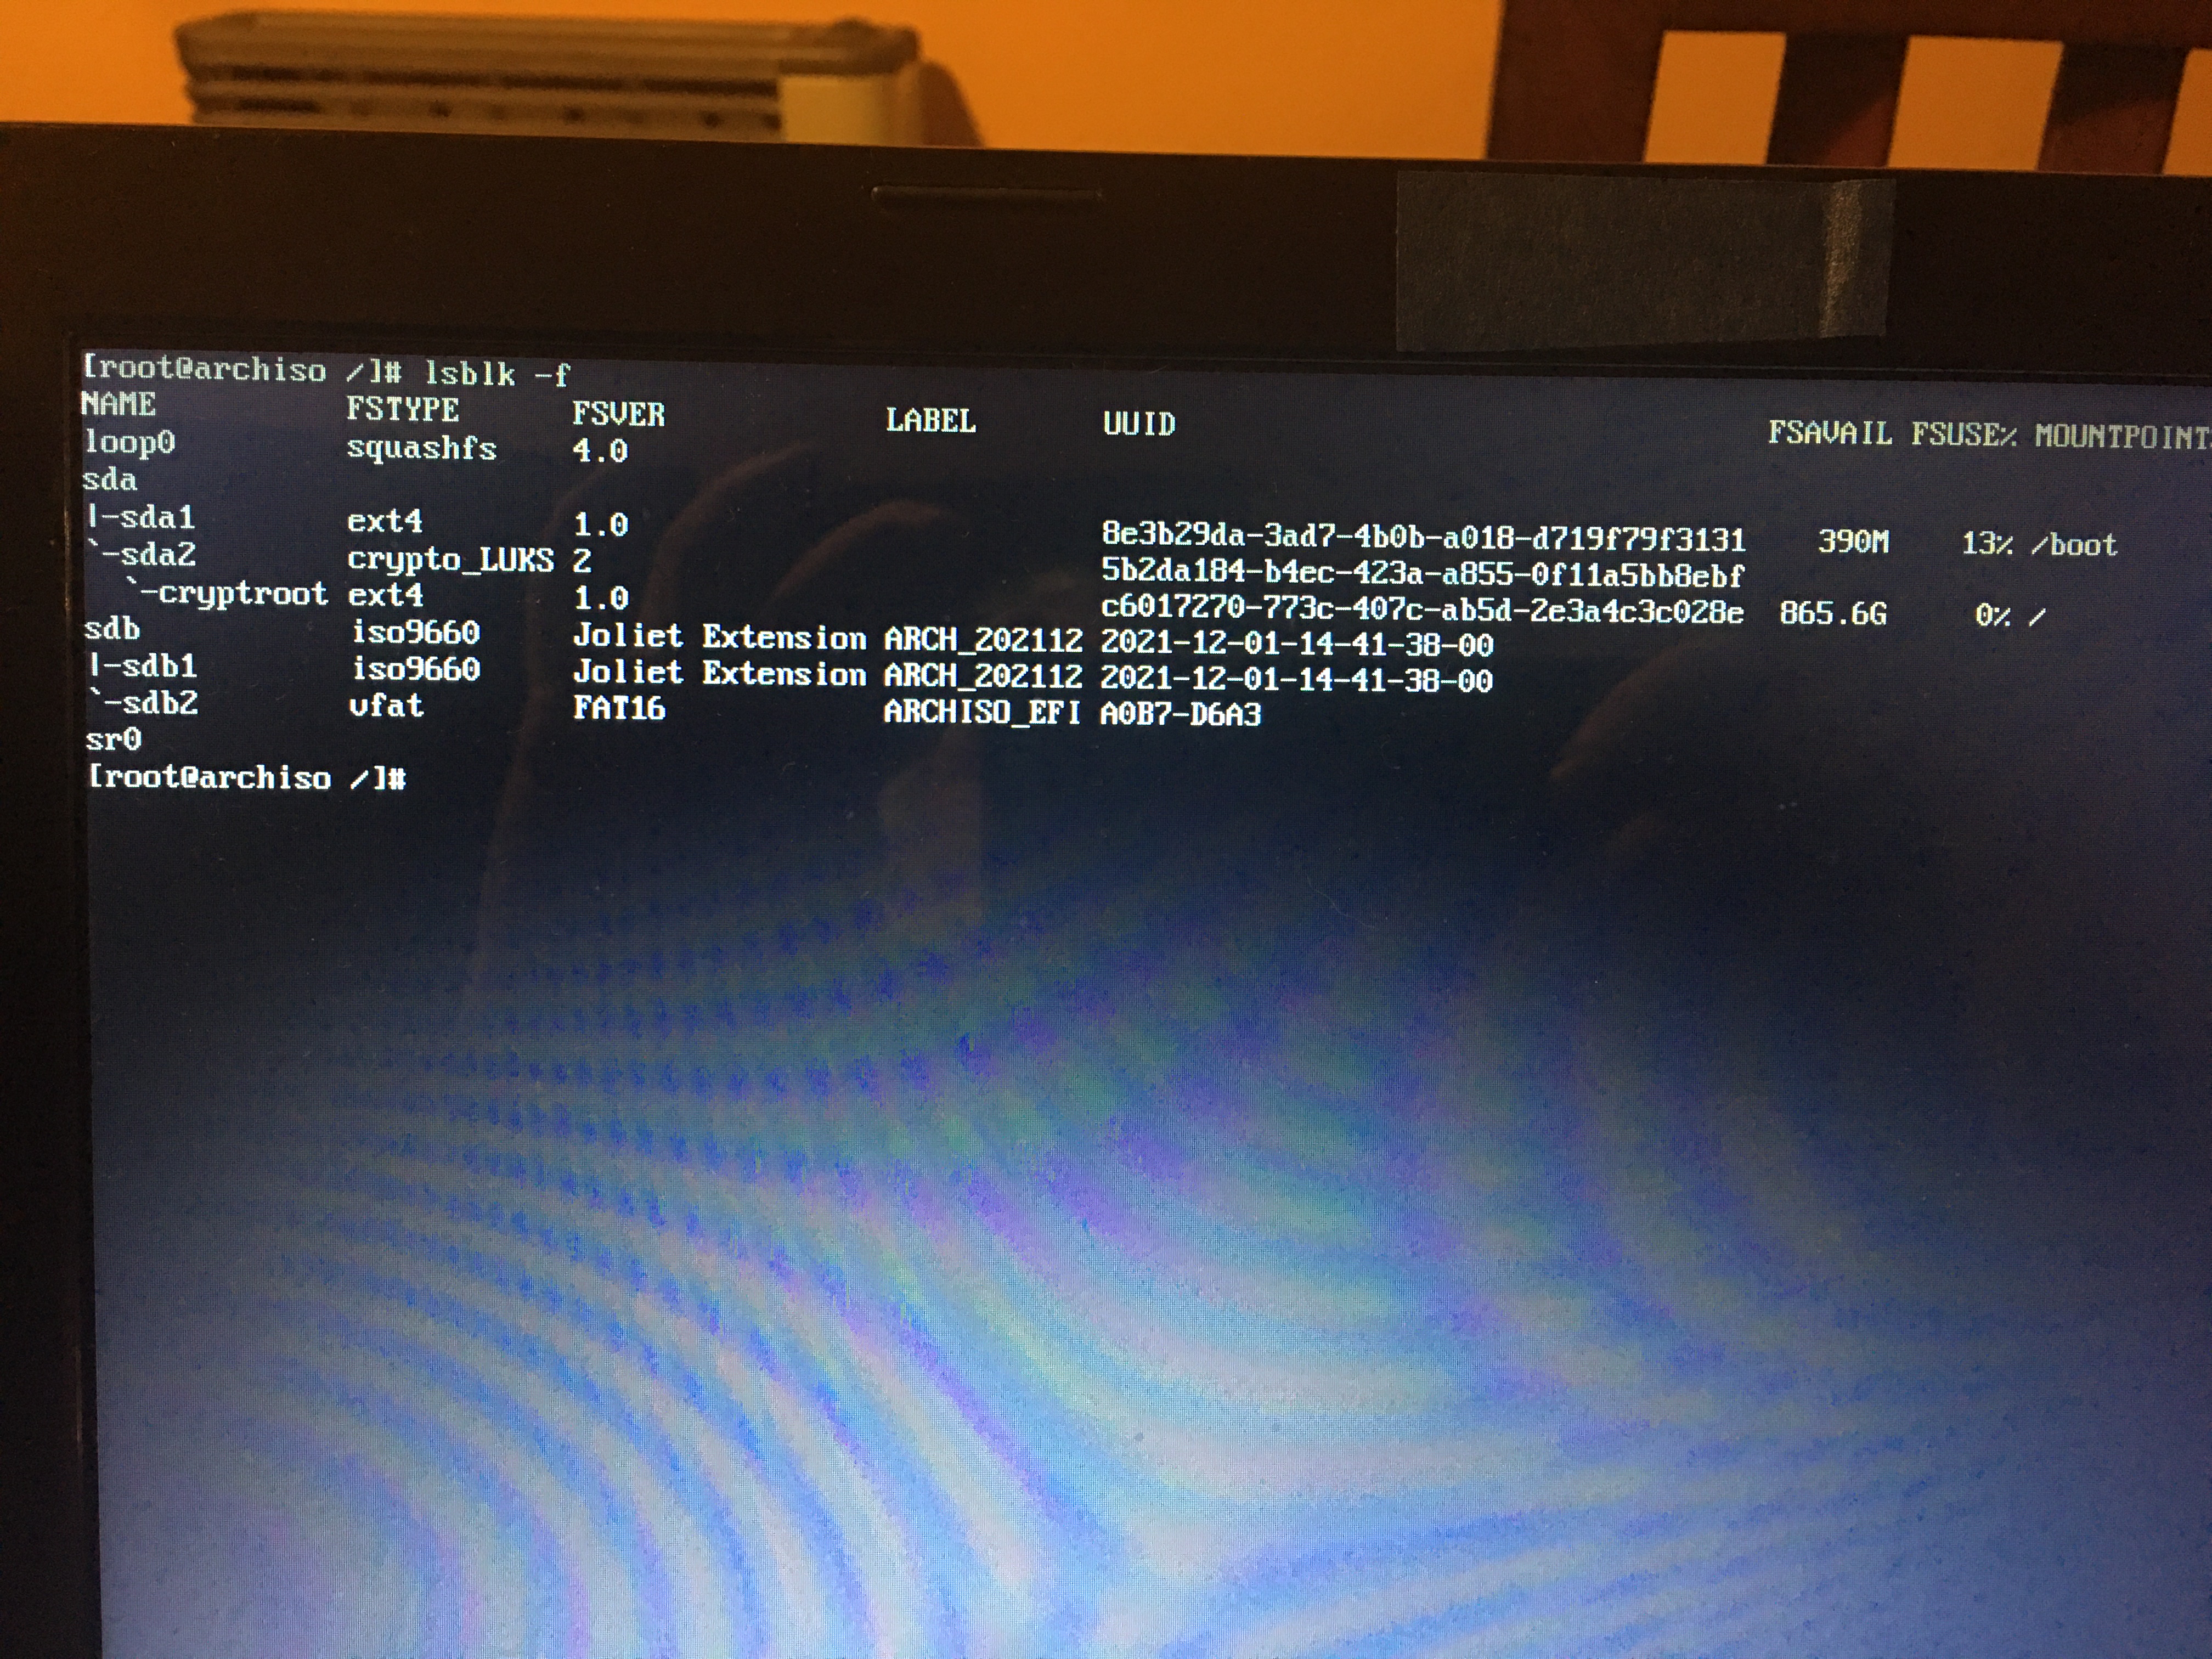 [root@archiso /]# lsblk -f
NAME FSTYPE FSVER LABEL UUID FSAVAIL FSUSE% MOUNTPOINT
loop0 squashfs 4.0
sda
|-sda1 ext4 1.0 8e3b29da-3ad7-4b0b-a018-d719f79f3131 390M 13% /boot
`-sda2 crypto_LUKS 2 5b2da184-b4ec-423a-a855-0f11a5bb8ebf
`-cryptroot ext4 1.0 c6017270-773c-407c-ab5d-2e3a4c3c028e 865.6G 0% /
sdb iso9660 Joliet Extension ARCH_202112 2021-12-01-14-41-38-00
|-sdb1 iso9660 Joliet Extension ARCH_202112 2021-12-01-14-41-38-00
`-sdb2 vfat FAT16 ARCHISO_EFI A0B7-D6A3
sr0
[root@archiso /]#